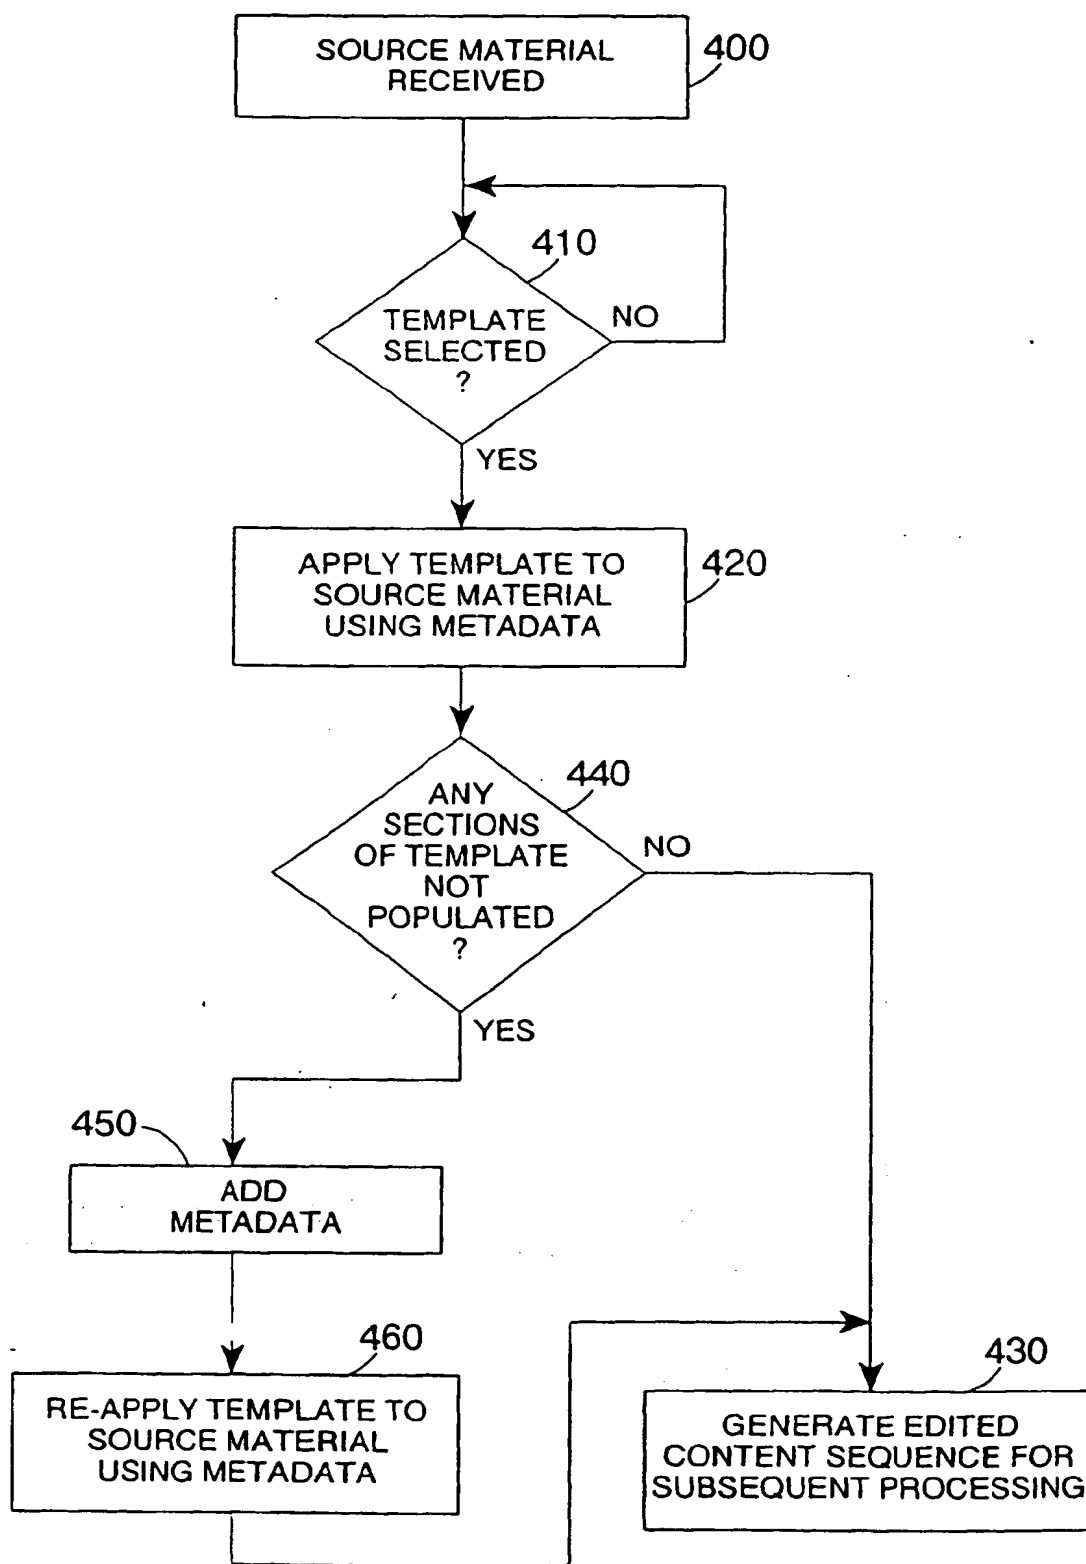 SOURCE MATERIAL
RECEIVED
400
410
TEMPLATE
SELECTED
?
NO
YES
APPLY TEMPLATE TO
SOURCE MATERIAL
USING METADATA
420
440
ANY
SECTIONS
OF TEMPLATE
NOT
POPULATED
?
NO
YES
450
ADD
METADATA
460
RE-APPLY TEMPLATE TO
SOURCE MATERIAL
USING METADATA
430
GENERATE EDITED
CONTENT SEQUENCE FOR
SUBSEQUENT PROCESSING